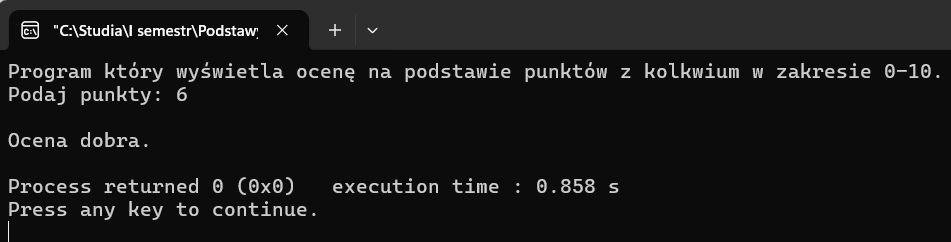 "C:\Studia\I semestr\Podstawy
Program który wyświetla ocenę na podstawie punktów z kolkwium w zakresie 0-10.
Podaj punkty: 6
Ocena dobra.
Process returned 0 (0x0)   execution time : 0.858 s
Press any key to continue.